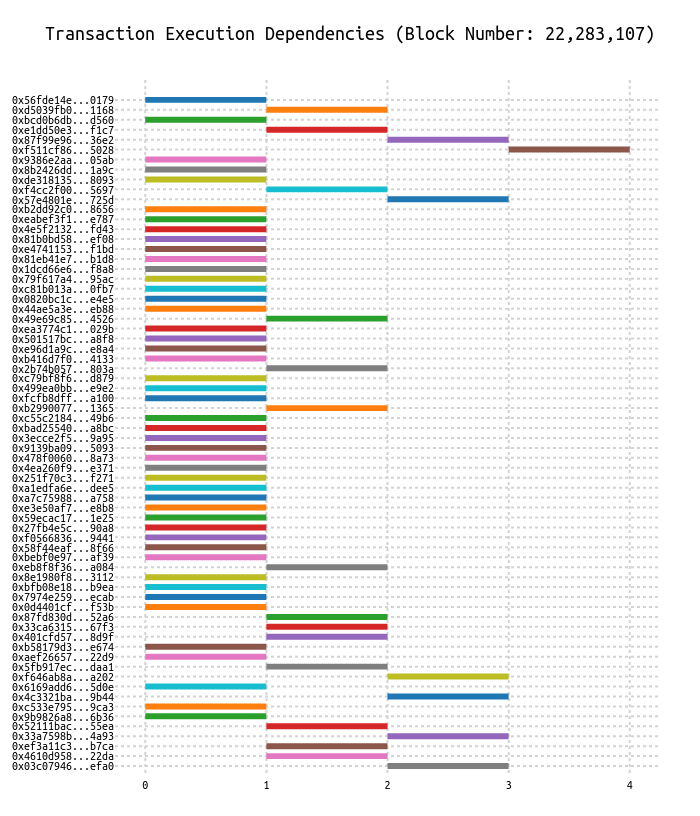 Transaction Execution Dependencies (Block Number: 22,283,107)
0x56fde14e...0179
0xd5039fb0...1168
0xbcd0b6db...d560
0xe1dd50e3...f1c7
0x87f99e96...36e2
0xf511cf86...5028
0x9386e2aa...05ab
0x8b2426dd...1a9c
0xde318135...8093
0xf4cc2f00...5697
0x57e4801e...725d
0xb2dd92c0...8656
0xeabef3f1...e787
0x4e5f2132...fd43
0x81b0bd58...ef08
0xe4741153...f1bd
0x81eb41e7...b1d8
0x1dcd66e6...f8a8
0x79f617a4...95ac
0xc81b013a...0fb7
0x0820bc1c...e4e5
0x44ae5a3e...eb88
0x49e69c85...4526
0xea3774c1...029b
0x501517bc...a8f8
0xe96d1a9c...e8a4
0xb416d7f0...4133
0x2b74b057...803a
0xc79bf8f6...d879
0x499ea0bb...e9e2
0xfcfb8dff...a100
0xb2990077...1365
0xc55c2184...49b6
0xbad25540...a8bc
0x3ecce2f5...9a95
0x9139ba09...5093
0x478f0060...8a73
0x4ea260f9...e371
0x251f70c3...f271
0xa1edfa6e...dee5
0xa7c75988...a758
0xe3e50af7...e8b8
0x59ecac17...1e25
0x27fb4e5c...90a8
0xf0566836...9441
0x58f44eaf...8f66
0xbebf0e97...af39
0xeb8f8f36...a084
0x8e1980f8...3112
0xbfb08e18...b9ea
0x7974e259...ecab
0x0d4401cf...f53b
0x87fd830d...52a6
0x33ca6315...67f3
0x401cfd57...8d9f
0xb58179d3...e674
0xaef26657...22d9
0x5fb917ec...daa1
0xf646ab8a...a202
0x6169add6...5d0e
0x4c3321ba...9b44
0xc533e795...9ca3
0x9b9826a8...6b36
0x52111bac...55ea
0x33a7598b...4a93
0xef3a11c3...b7ca
0x4610d958...22da
0x03c07946...efa0
0 1 2 3 4